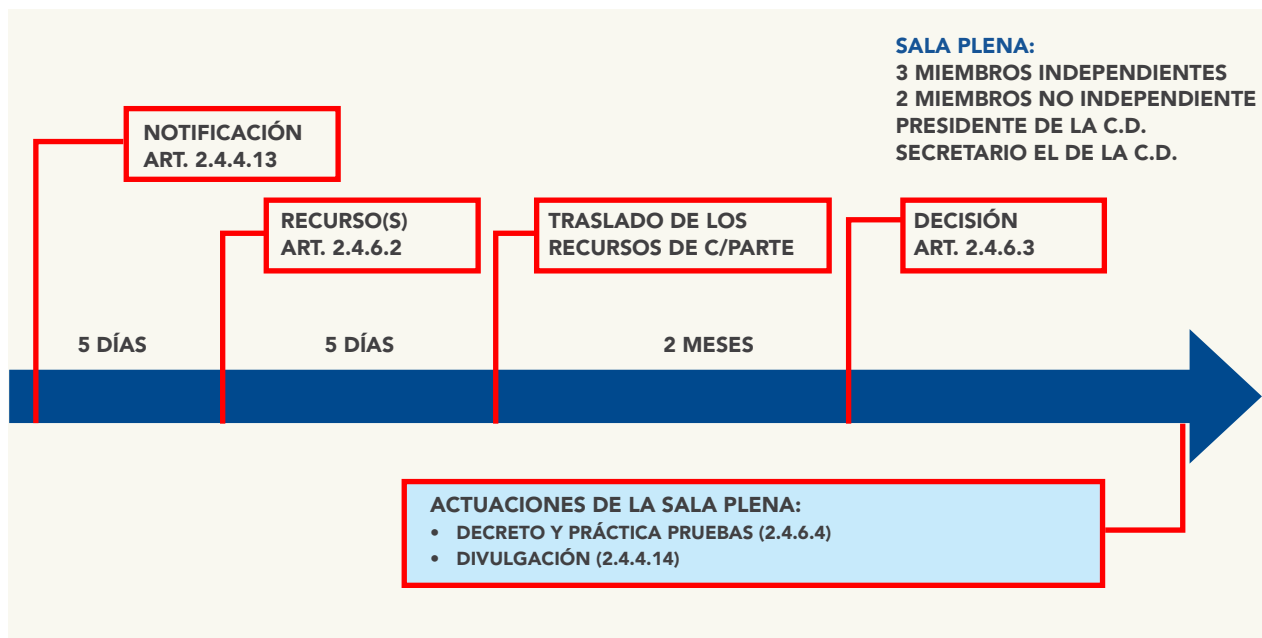 SALA PLENA:
3 MIEMBROS INDEPENDIENTES
2 MIEMBROS NO INDEPENDIENTE
PRESIDENTE DE LA C.D.
SECRETARIO EL DE LA C.D.
NOTIFICACIÓN
ART. 2.4.4.13
RECURSO(S)
ART. 2.4.6.2
TRASLADO DE LOS
RECURSOS DE C/PARTE
DECISIÓN
ART. 2.4.6.3
5 DÍAS
5 DÍAS
2 MESES
ACTUACIONES DE LA SALA PLENA:
• DECRETO Y PRÁCTICA PRUEBAS (2.4.6.4)
• DIVULGACIÓN (2.4.4.14)